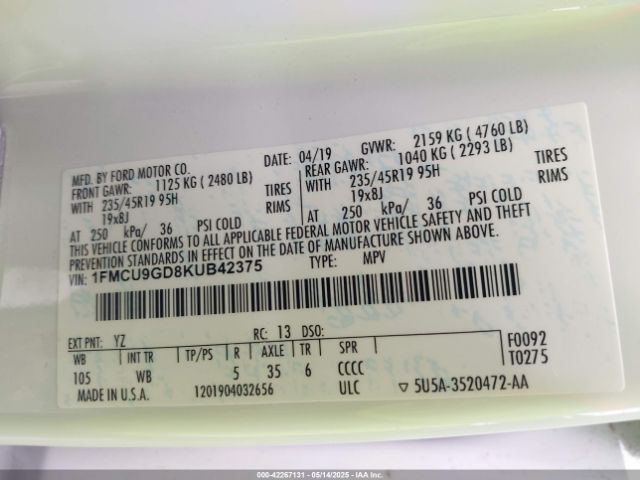 MFD. BY FORD MOTOR CO. DATE: 04/19 GVWR: 2159 KG ( 4760 LB)
FRONT GAWR: 1125 KG ( 2480 LB) REAR GAWR: 1040 KG ( 2293 LB)
WITH 235/45R19 95H TIRES WITH 235/45R19 95H TIRES
19x8J RIMS 19x8J RIMS
AT 250 kPa/ 36 PSI COLD AT 250 kPa/ 36 PSI COLD
THIS VEHICLE CONFORMS TO ALL APPLICABLE FEDERAL MOTOR VEHICLE SAFETY AND THEFT
PREVENTION STANDARDS IN EFFECT ON THE DATE OF MANUFACTURE SHOWN ABOVE.
VIN: 1FMCU9GD8KUB42375 TYPE: MPV
EXT PNT: YZ RC: 13 DSO: F0092
WB INT TR TP/PS R AXLE TR SPR T0275
105 WB 5 35 6 CCCC
MADE IN U.S.A. 1201904032656 ULC ▽ 5U5A-3520472-AA
000-42267131 - 05/14/2025 - IAA Inc.